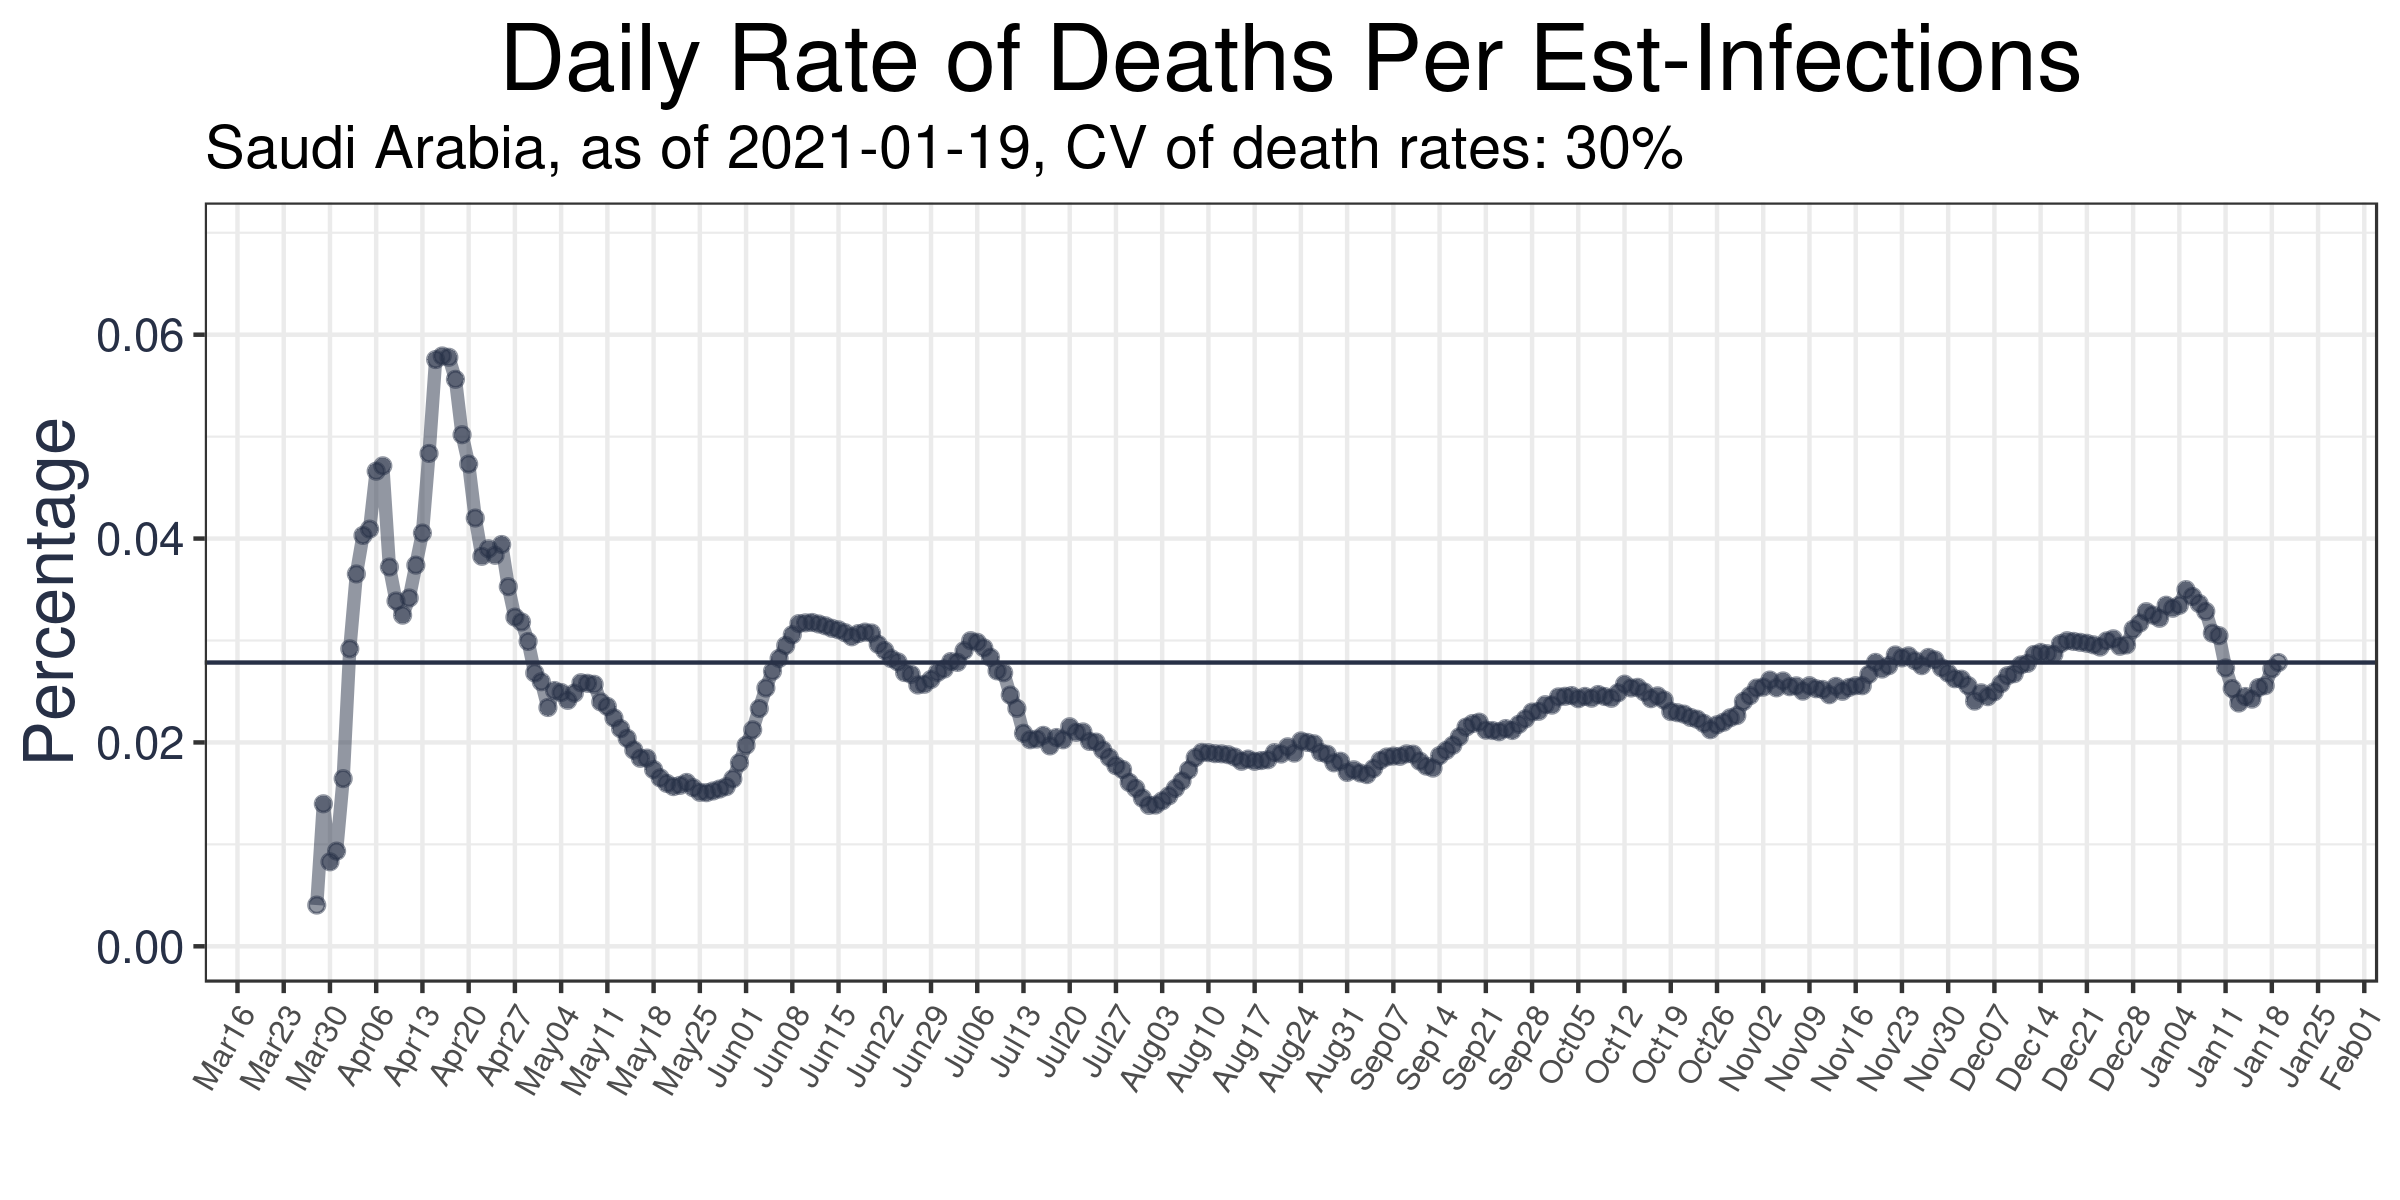 Daily Rate of Deaths Per Est-Infections
Saudi Arabia, as of 2021-01-19, CV of death rates: 30%
Percentage
0.06
0.04
0.02
0.00
Mar16
Mar23
Mar30
Apr06
Apr13
Apr20
Apr27
May04
May11
May18
May25
Jun01
Jun08
Jun15
Jun22
Jun29
Jul06
Jul13
Jul20
Jul27
Aug03
Aug10
Aug17
Aug24
Aug31
Sep07
Sep14
Sep21
Sep28
Oct05
Oct12
Oct19
Oct26
Nov02
Nov09
Nov16
Nov23
Nov30
Dec07
Dec14
Dec21
Dec28
Jan04
Jan11
Jan18
Jan25
Feb01